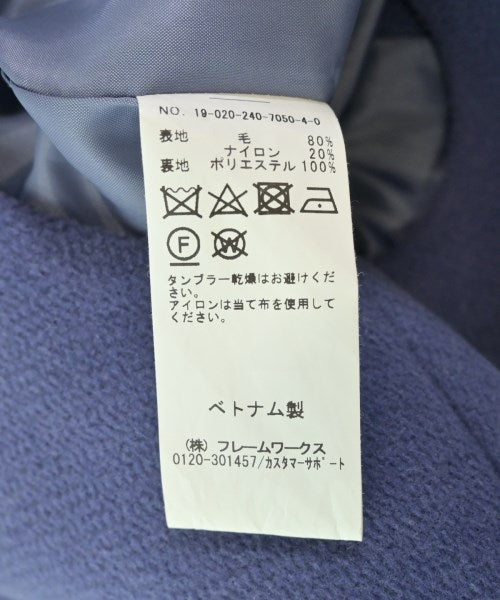 NO. 19-020-240-7050-4-0
表地 毛 80%
ナイロン 20%
裏地 ポリエステル 100%
F W
タンブラー乾燥はお避けくだ
さい。
アイロンは当て布を使用して
ください。
ベトナム製
(株) フレームワークス
0120-301457/カスタマーサポート